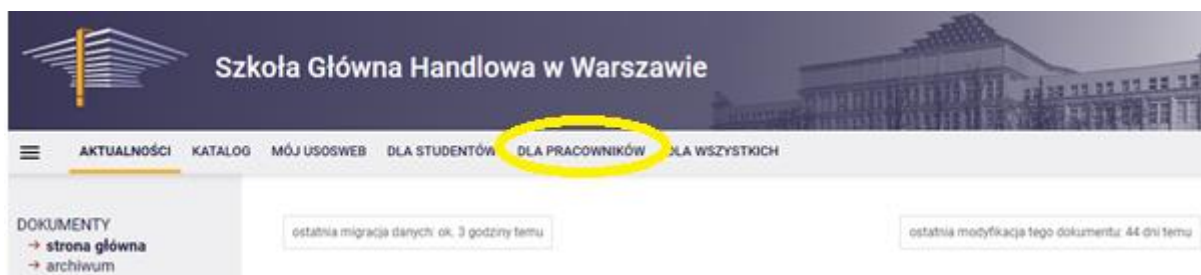 Szkoła Główna Handlowa w Warszawie
AKTUALNOŚCI KATALOG MÓJ USOSWEB DLA STUDENTÓW DLA PRACOWNIKÓW DLA WSZYSTKICH
DOKUMENTY
→ strona główna
→ archiwum
ostatnia migracja danych: ok. 3 godziny temu
ostatnia modyfikacja tego dokumentu: 44 dni temu